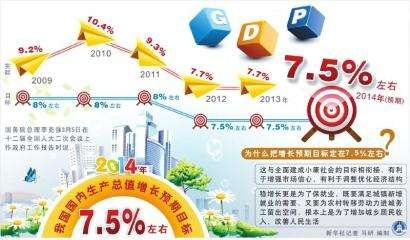 G D P
9.2%
10.4%
9.3%
7.7%
7.7%
2009
2010
2011
2012
2013年
实际
目标
8%左右
8%左右
8%左右
7.5%左右
7.5%左右
7.5%左右
2014年(预期)
国务院总理李克强3月5日在
十二届全国人大二次会议上
作政府工作报告时说
为什么把增长预期目标定在7.5%左右?
这与全面建成小康社会的目标相衔接,有利
于增强市场信心,有利于调整优化经济结构
稳增长更是为了保就业,既要满足城镇新增
就业的需要,又要为农村转移劳动力进城务
工留出空间,根本上是为了增加城乡居民收
入、改善人民生活
2014年
我国国内生产总值增长预期目标
7.5%左右
新华社记者 马研 编制